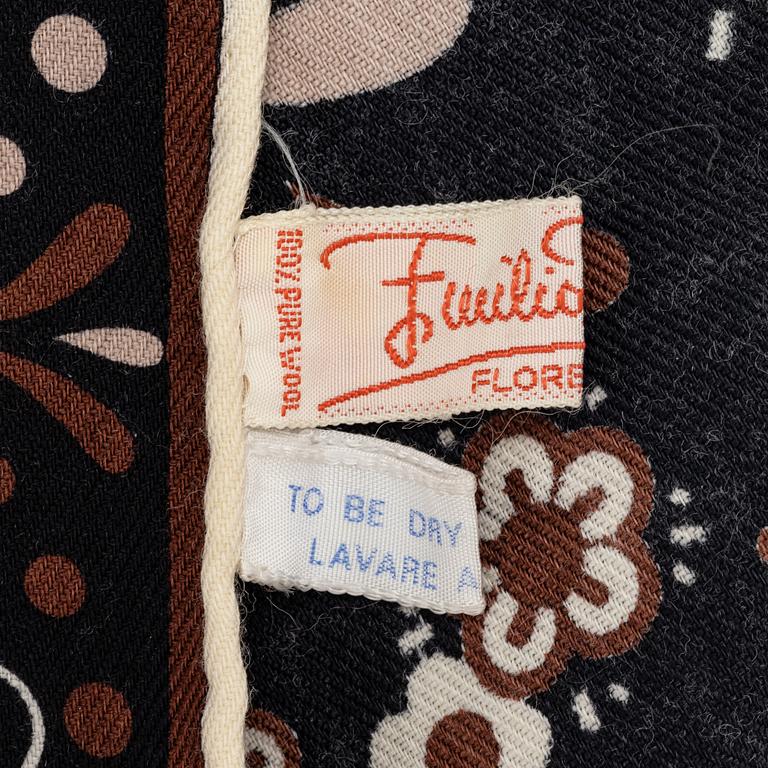 100% PURE WOOL
Emilio
FLORE
TO BE DRY
LAVARE A